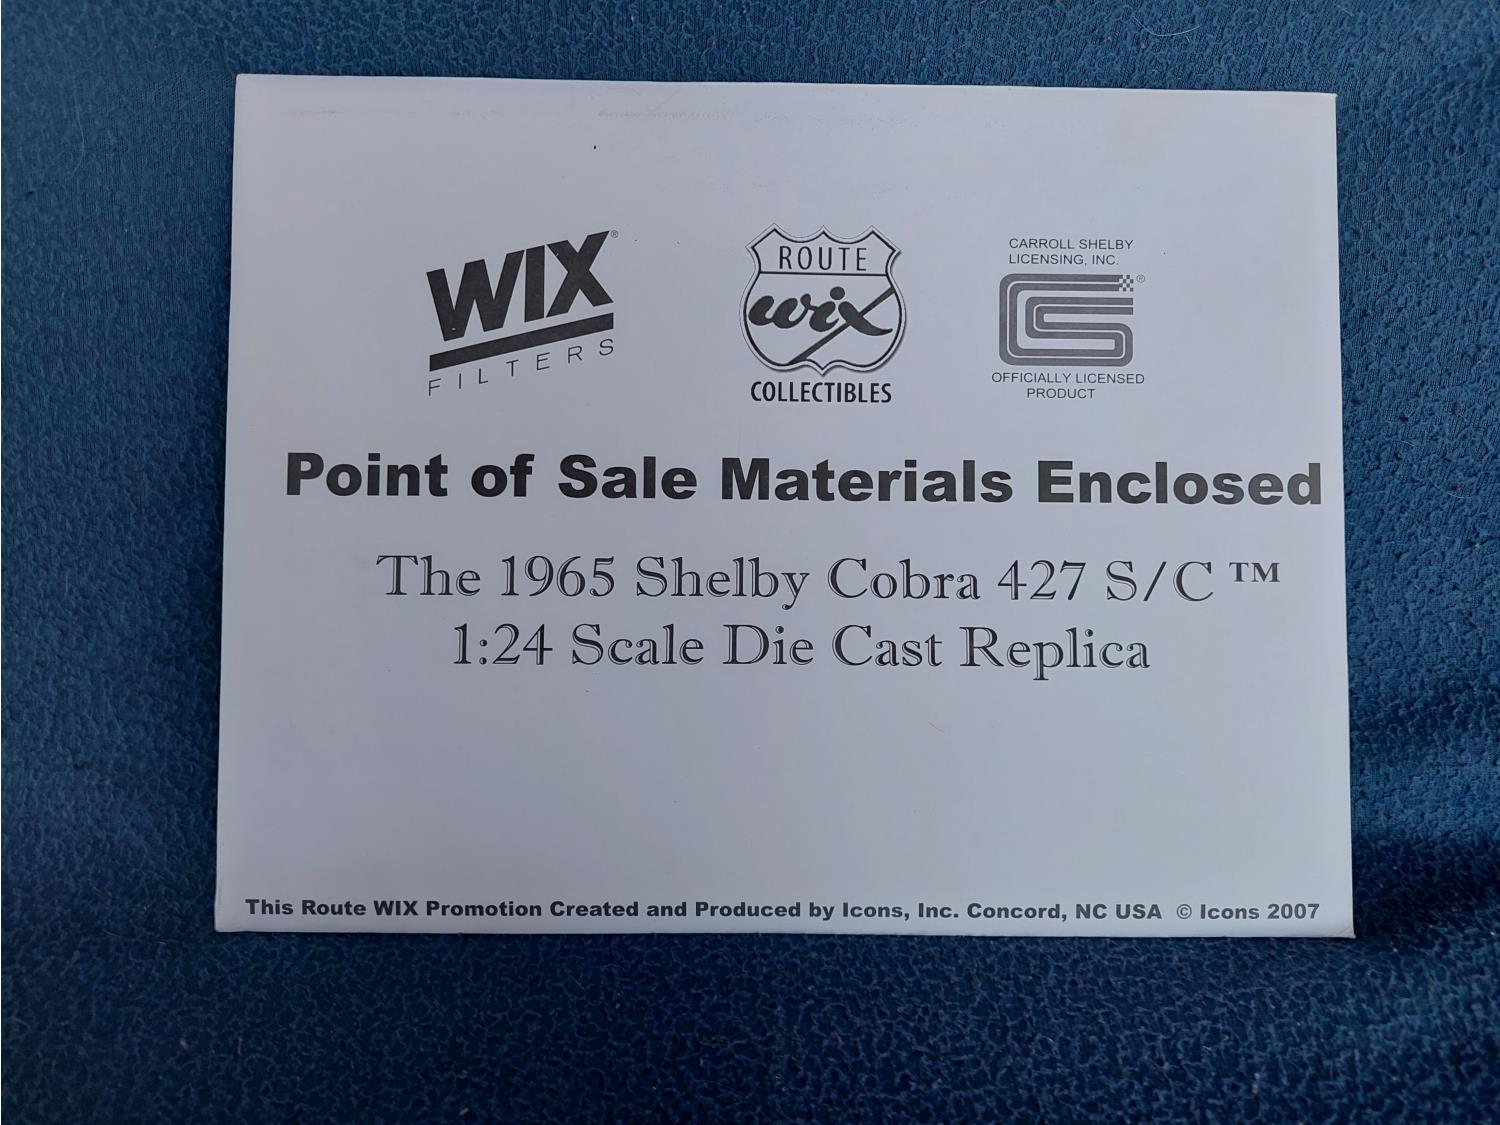 WIX®
FILTERS
ROUTE
wix
COLLECTIBLES
CARROLL SHELBY
LICENSING, INC.
®
OFFICIALLY LICENSED
PRODUCT
Point of Sale Materials Enclosed
The 1965 Shelby Cobra 427 S/C ™
1:24 Scale Die Cast Replica
This Route WIX Promotion Created and Produced by Icons, Inc. Concord, NC USA © Icons 2007